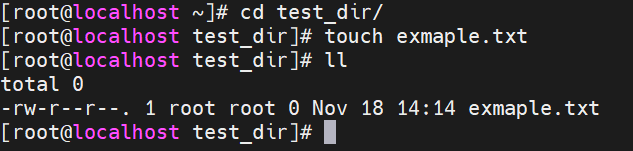 [root@localhost ~]# cd test_dir/
[root@localhost test_dir]# touch exmaple.txt
[root@localhost test_dir]# ll
total 0
-rw-r--r--. 1 root root 0 Nov 18 14:14 exmaple.txt
[root@localhost test_dir]#